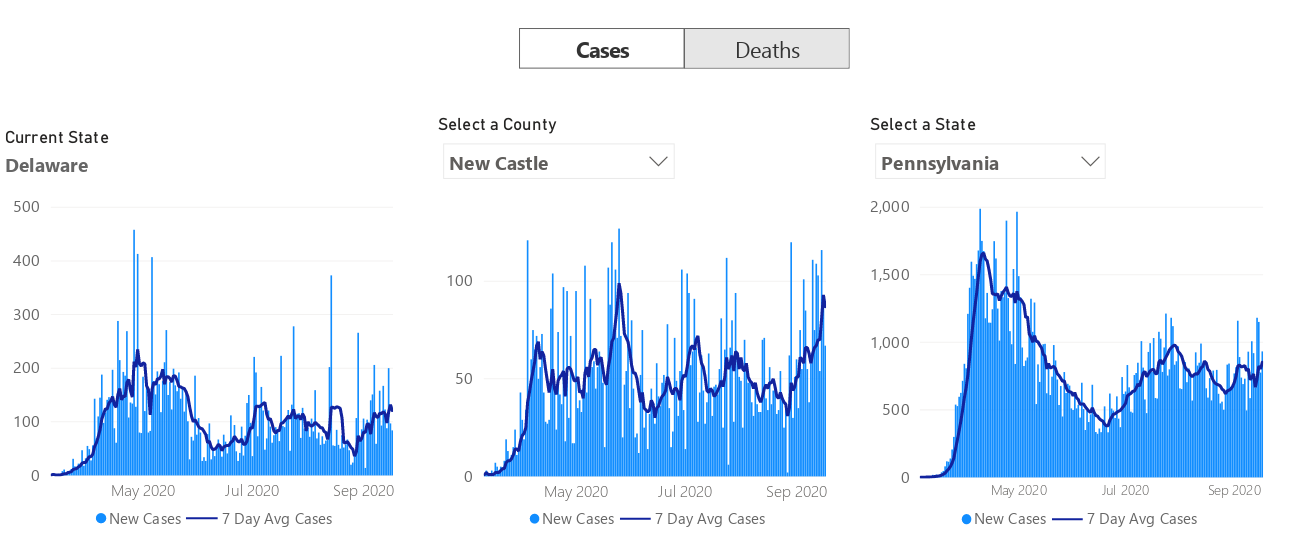 Cases Deaths
Current State
Delaware
500
400
300
200
100
0
May 2020 Jul 2020 Sep 2020
New Cases 7 Day Avg Cases
Select a County
New Castle
100
50
0
May 2020 Jul 2020 Sep 2020
New Cases 7 Day Avg Cases
Select a State
Pennsylvania
2,000
1,500
1,000
500
0
May 2020 Jul 2020 Sep 2020
New Cases 7 Day Avg Cases